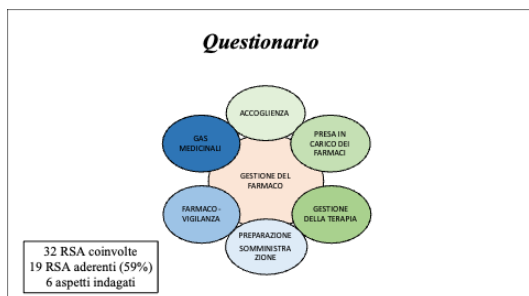 Questionario
ACCOGLIENZA
GAS
MEDICINALI
PRESA IN
CARICO DEI
FARMACI
GESTIONE DEL
FARMACO
FARMACO-
VIGILANZA
GESTIONE
DELLA TERAPIA
PREPARAZIONE
SOMMINISTRA
ZIONE
32 RSA coinvolte
19 RSA aderenti (59%)
6 aspetti indagati